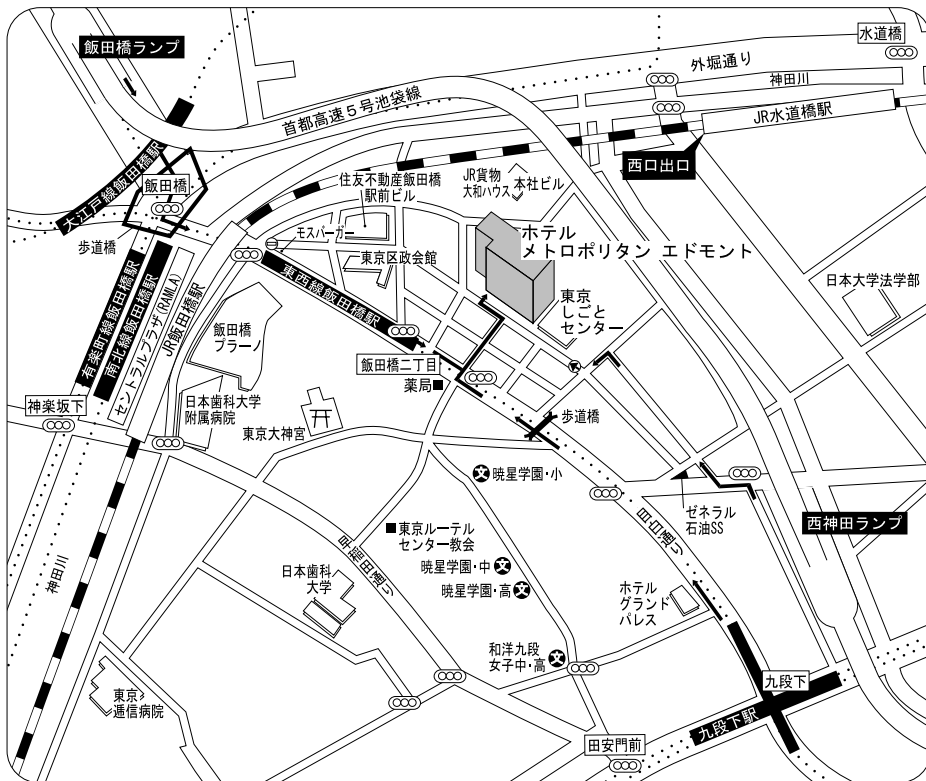 飯田橋ランプ
水道橋
外堀通り
神田川
首都高速5号池袋線
JR水道橋駅
西口出口
大江戸線飯田橋駅
飯田橋
住友不動産飯田橋
駅前ビル
JR貨物
大和ハウス
本社ビル
歩道橋
モスバーガー
東京区政会館
ホテル
メトロポリタン エドモント
東西線飯田橋駅
有楽町線飯田橋駅
南北線飯田橋駅
セントラルプラザ(RAMLA)
JR飯田橋駅
飯田橋
プラーノ
東京
しごと
センター
日本大学法学部
飯田橋二丁目
薬局
神楽坂下
日本歯科大学
附属病院
東京大神宮
歩道橋
文
暁星学園・小
ゼネラル
石油SS
西神田ランプ
目白通り
東京ルーテル
センター教会
早稲田通り
暁星学園・中
文
暁星学園・高
文
神田川
日本歯科
大学
ホテル
グランド
パレス
和洋九段
女子中・高
文
九段下
東京
逓信病院
九段下駅
田安門前